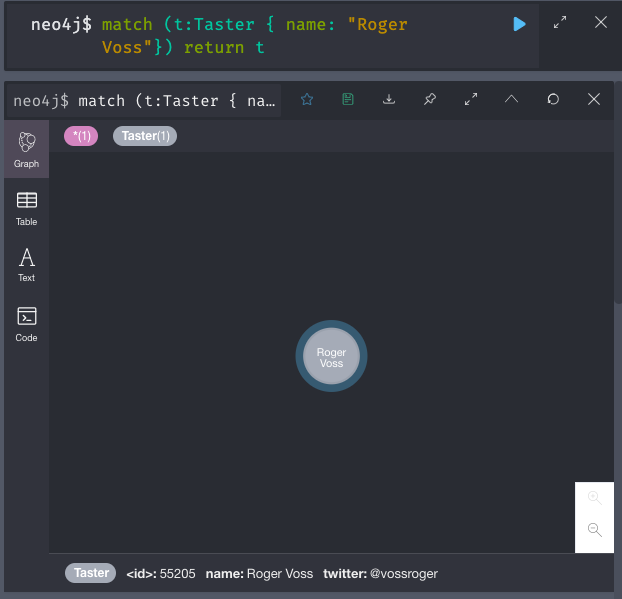 neo4j$ match (t:Taster { name: "Roger
Voss"}) return t
neo4j$ match (t:Taster { na…
*(1) Taster(1)
Graph
Table
Text
Code
Roger
Voss
Taster <id>: 55205 name: Roger Voss twitter: @vossroger